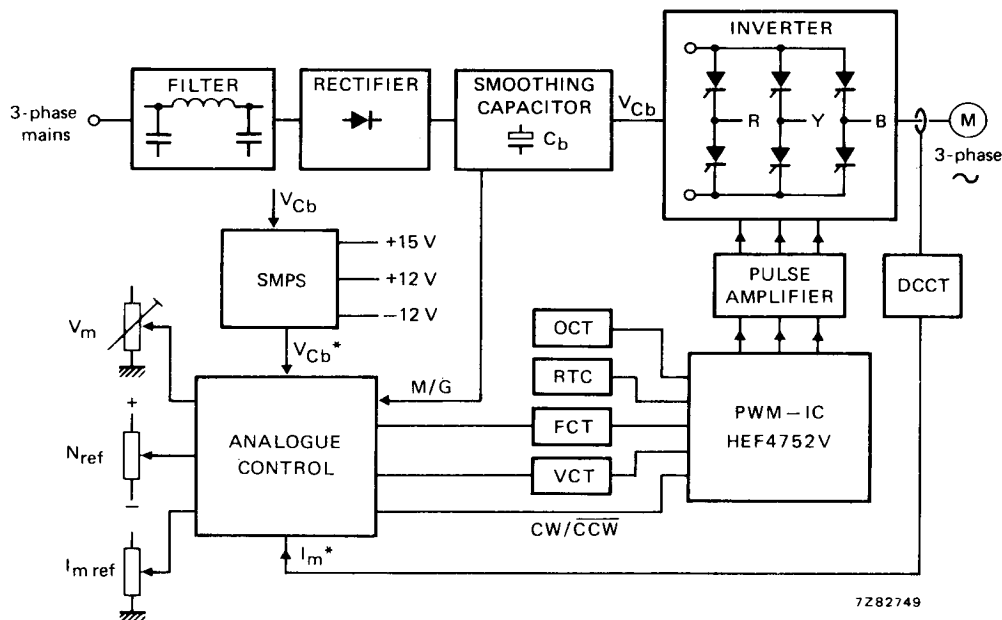 INVERTER
FILTER
RECTIFIER
SMOOTHING
CAPACITOR
C_b
V_Cb
3-phase
mains
R
Y
B
M
3-phase
V_Cb
SMPS
+15 V
+12 V
−12 V
PULSE
AMPLIFIER
DCCT
V_m
V_Cb*
OCT
M/G
RTC
PWM–IC
HEF4752V
+
N_ref
−
ANALOGUE
CONTROL
FCT
VCT
CW/C̅C̅W̅
I_m ref
I_m*
7Z82749